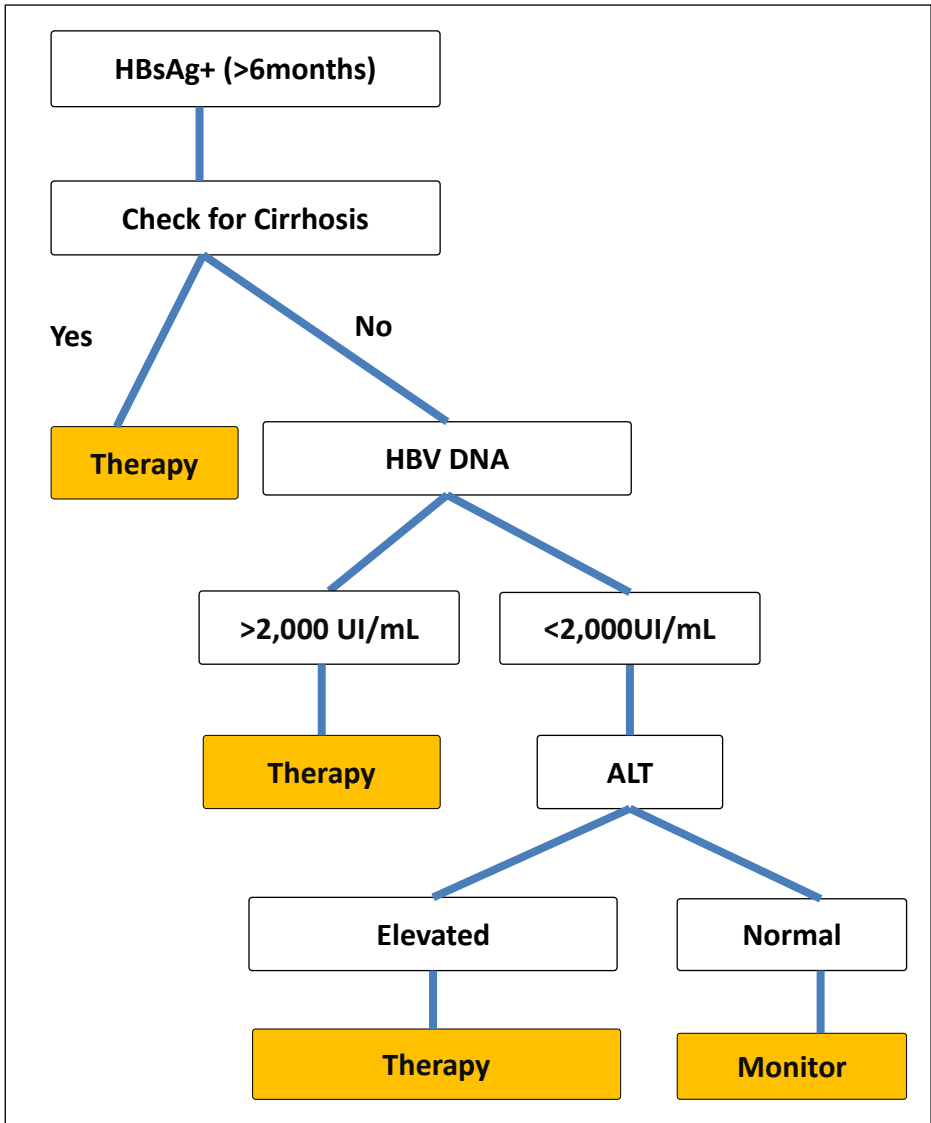 HBsAg+ (>6months)
Check for Cirrhosis
Yes
No
Therapy
HBV DNA
>2,000 UI/mL
<2,000UI/mL
Therapy
ALT
Elevated
Normal
Therapy
Monitor